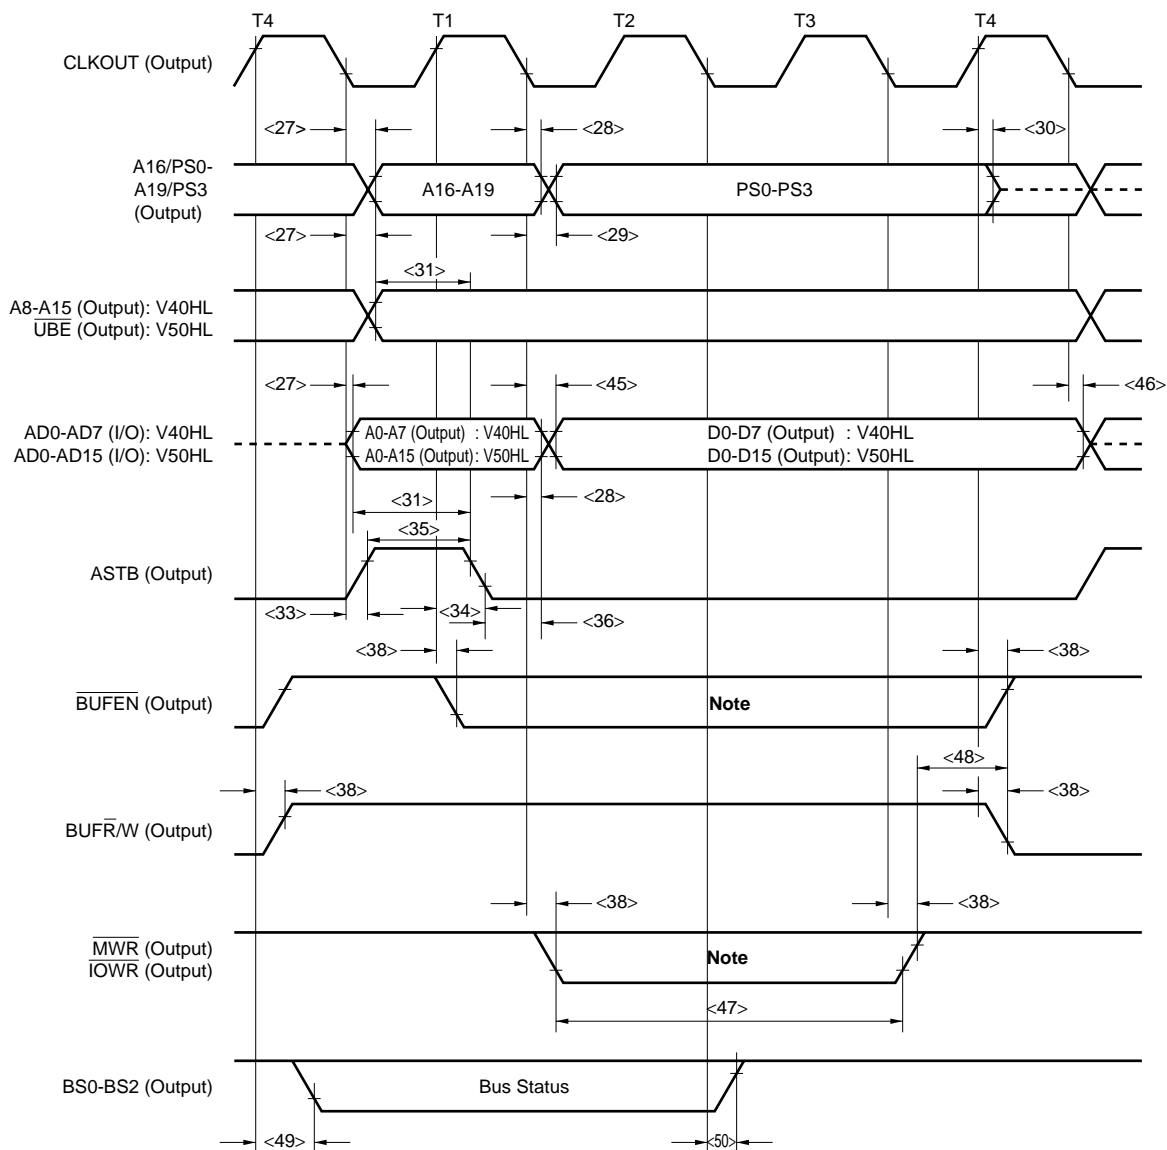 T4 T1 T2 T3 T4
CLKOUT (Output)
<27> <28> <30>
A16/PS0-
A19/PS3
(Output)
A16-A19 PS0-PS3
<27> <29>
<31>
A8-A15 (Output): V40HL
UBE (Output): V50HL
<27> <45> <46>
AD0-AD7 (I/O): V40HL
AD0-AD15 (I/O): V50HL
A0-A7 (Output) : V40HL
A0-A15 (Output): V50HL
D0-D7 (Output) : V40HL
D0-D15 (Output): V50HL
<31> <28>
<35>
ASTB (Output)
<33> <34> <36>
<38> <38>
BUFEN (Output) Note
<48>
<38> <38>
BUFR/W (Output)
<38> <38>
MWR (Output)
IOWR (Output)
Note
<47>
BS0-BS2 (Output) Bus Status
<49> <50>